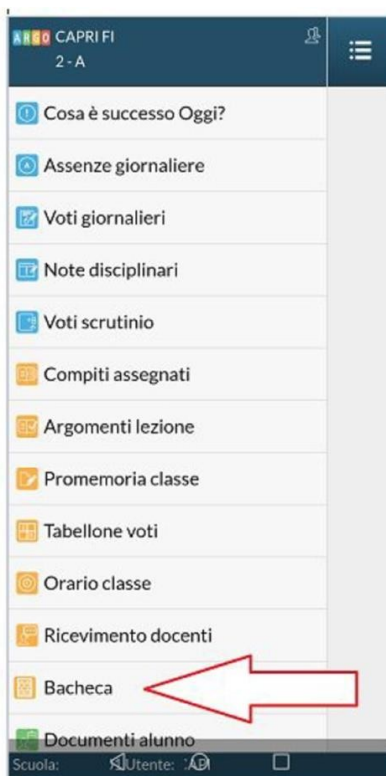 ARGO CAPRI FI
2 - A
Cosa è successo Oggi?
Assenze giornaliere
Voti giornalieri
Note disciplinari
Voti scrutinio
Compiti assegnati
Argomenti lezione
Promemoria classe
Tabellone voti
Orario classe
Ricevimento docenti
Bacheca
Documenti alunno
Scuola: Utente: